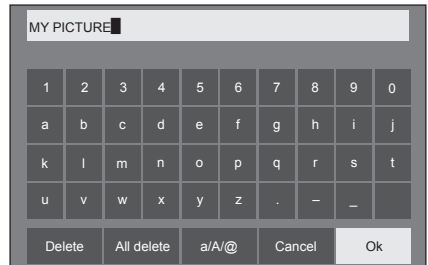 MY PICTURE
1 2 3 4 5 6 7 8 9 0
a b c d e f g h i j
k l m n o p q r s t
u v w x y z . – _
Delete All delete a/A/@ Cancel Ok